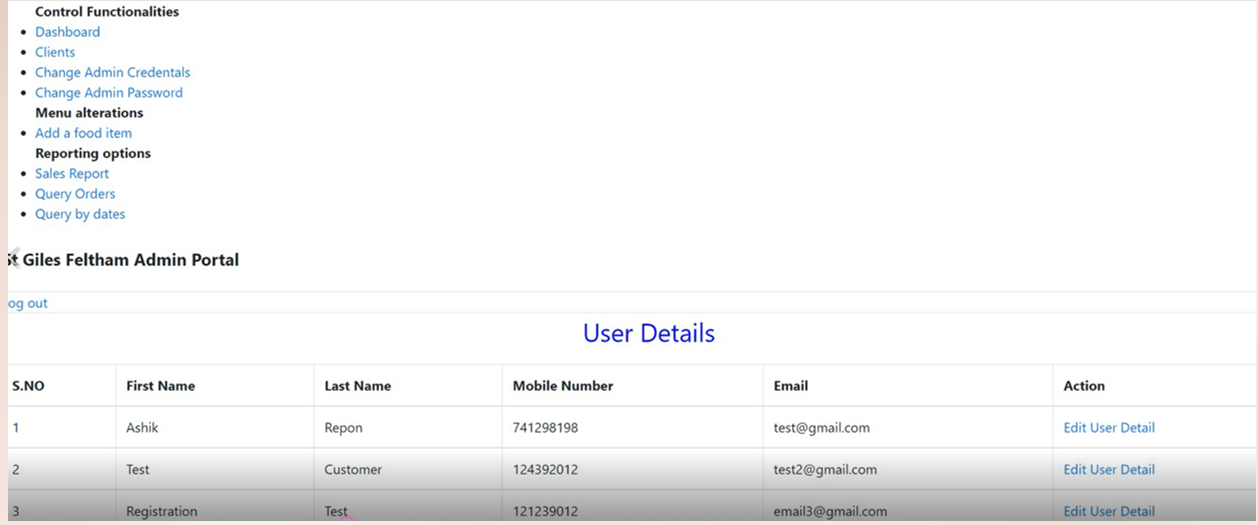 Control Functionalities
Dashboard
Clients
Change Admin Credentals
Change Admin Password
Menu alterations
Add a food item
Reporting options
Sales Report
Query Orders
Query by dates
St Giles Feltham Admin Portal
og out
User Details
S.NO First Name Last Name Mobile Number Email Action
1 Ashik Repon 741298198 test@gmail.com Edit User Detail
2 Test Customer 124392012 test2@gmail.com Edit User Detail
3 Registration Test 121239012 email3@gmail.com Edit User Detail